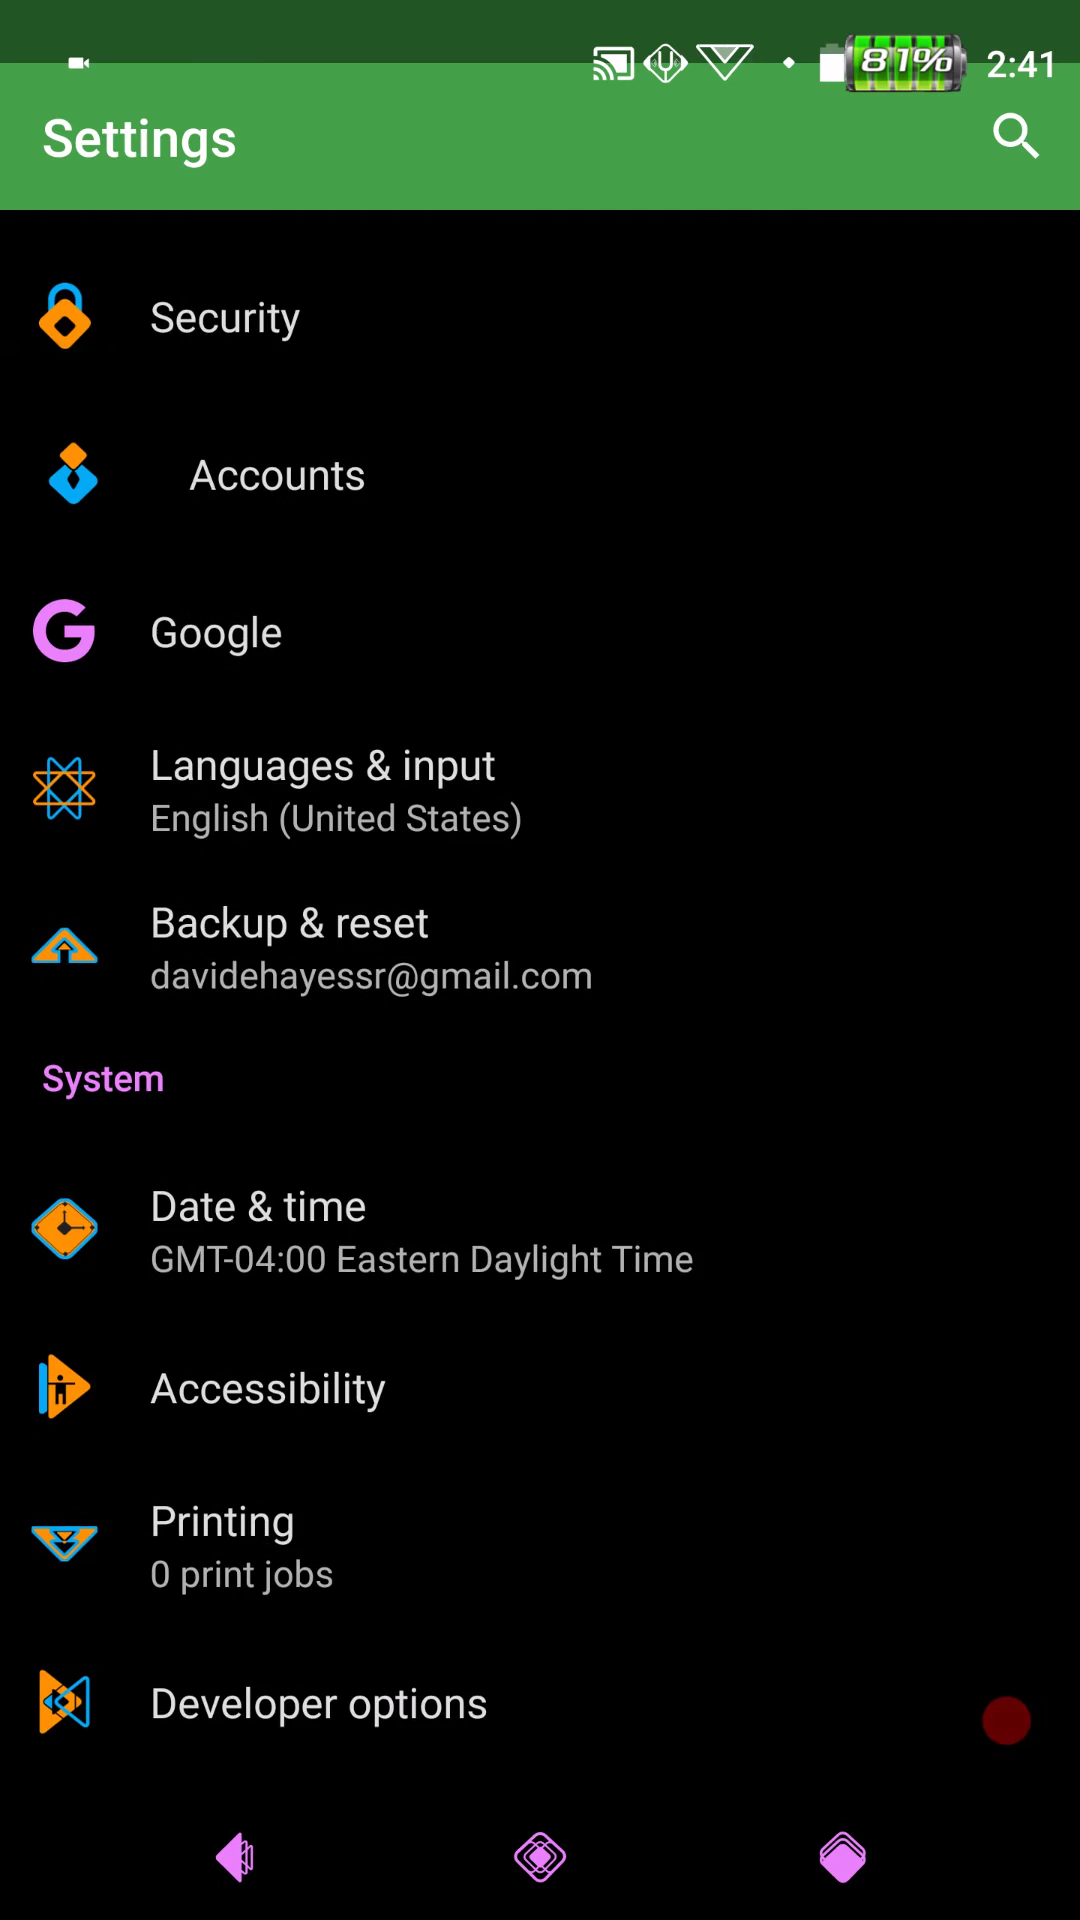 81%
2:41
Settings
Security
Accounts
Google
Languages & input
English (United States)
Backup & reset
davidehayessr@gmail.com
System
Date & time
GMT-04:00 Eastern Daylight Time
Accessibility
Printing
0 print jobs
Developer options